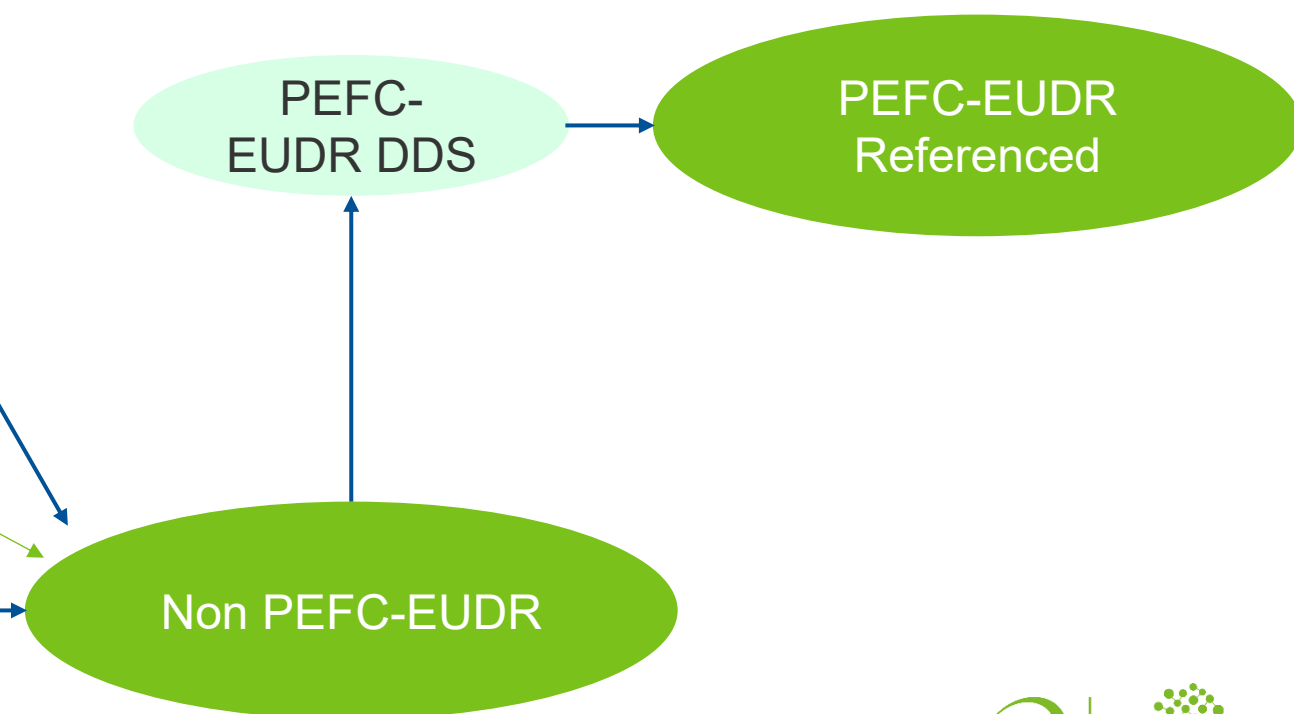 PEFC-
EUDR DDS
PEFC-EUDR
Referenced
Non PEFC-EUDR